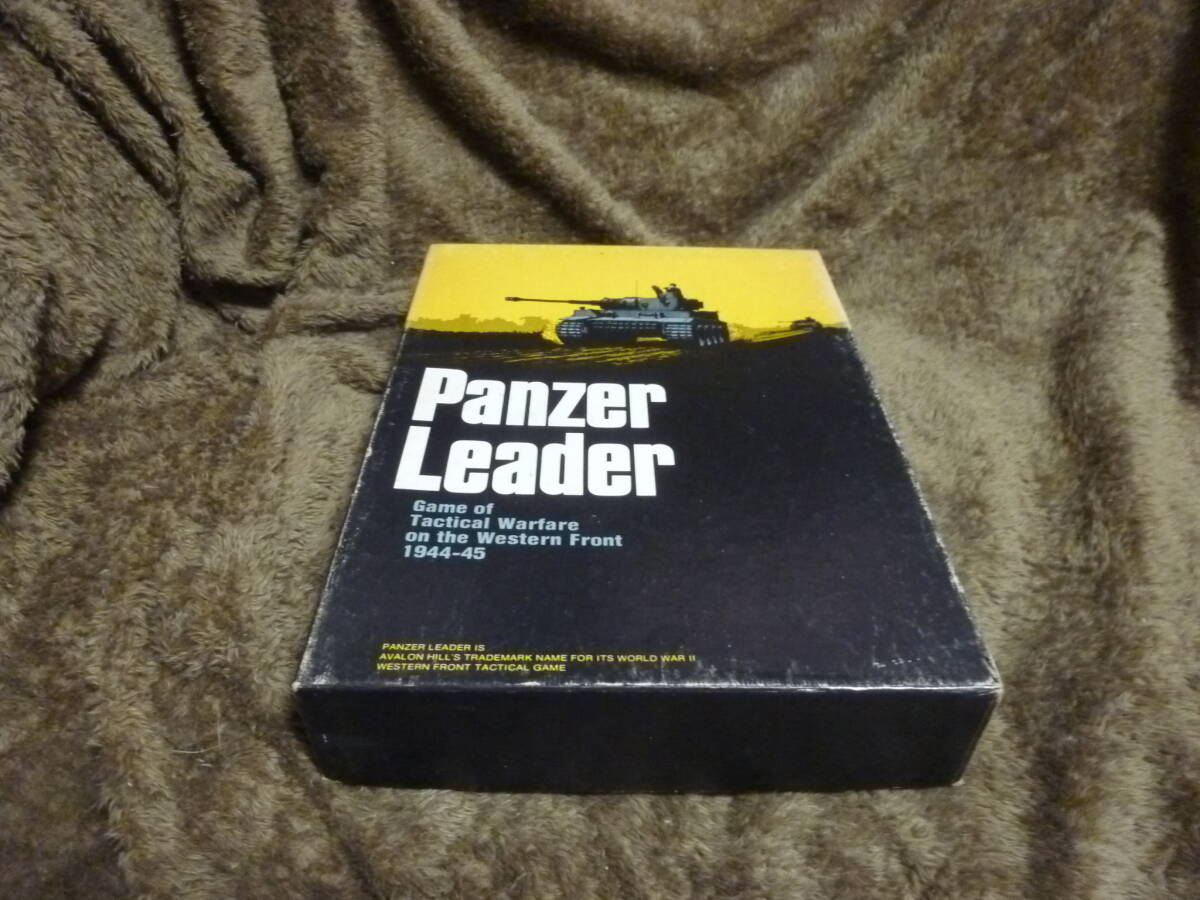 Panzer
Leader
Game of
Tactical Warfare
on the Western Front
1944-45
PANZER LEADER IS
AVALON HILL'S TRADEMARK NAME FOR ITS WORLD WAR II
WESTERN FRONT TACTICAL GAME